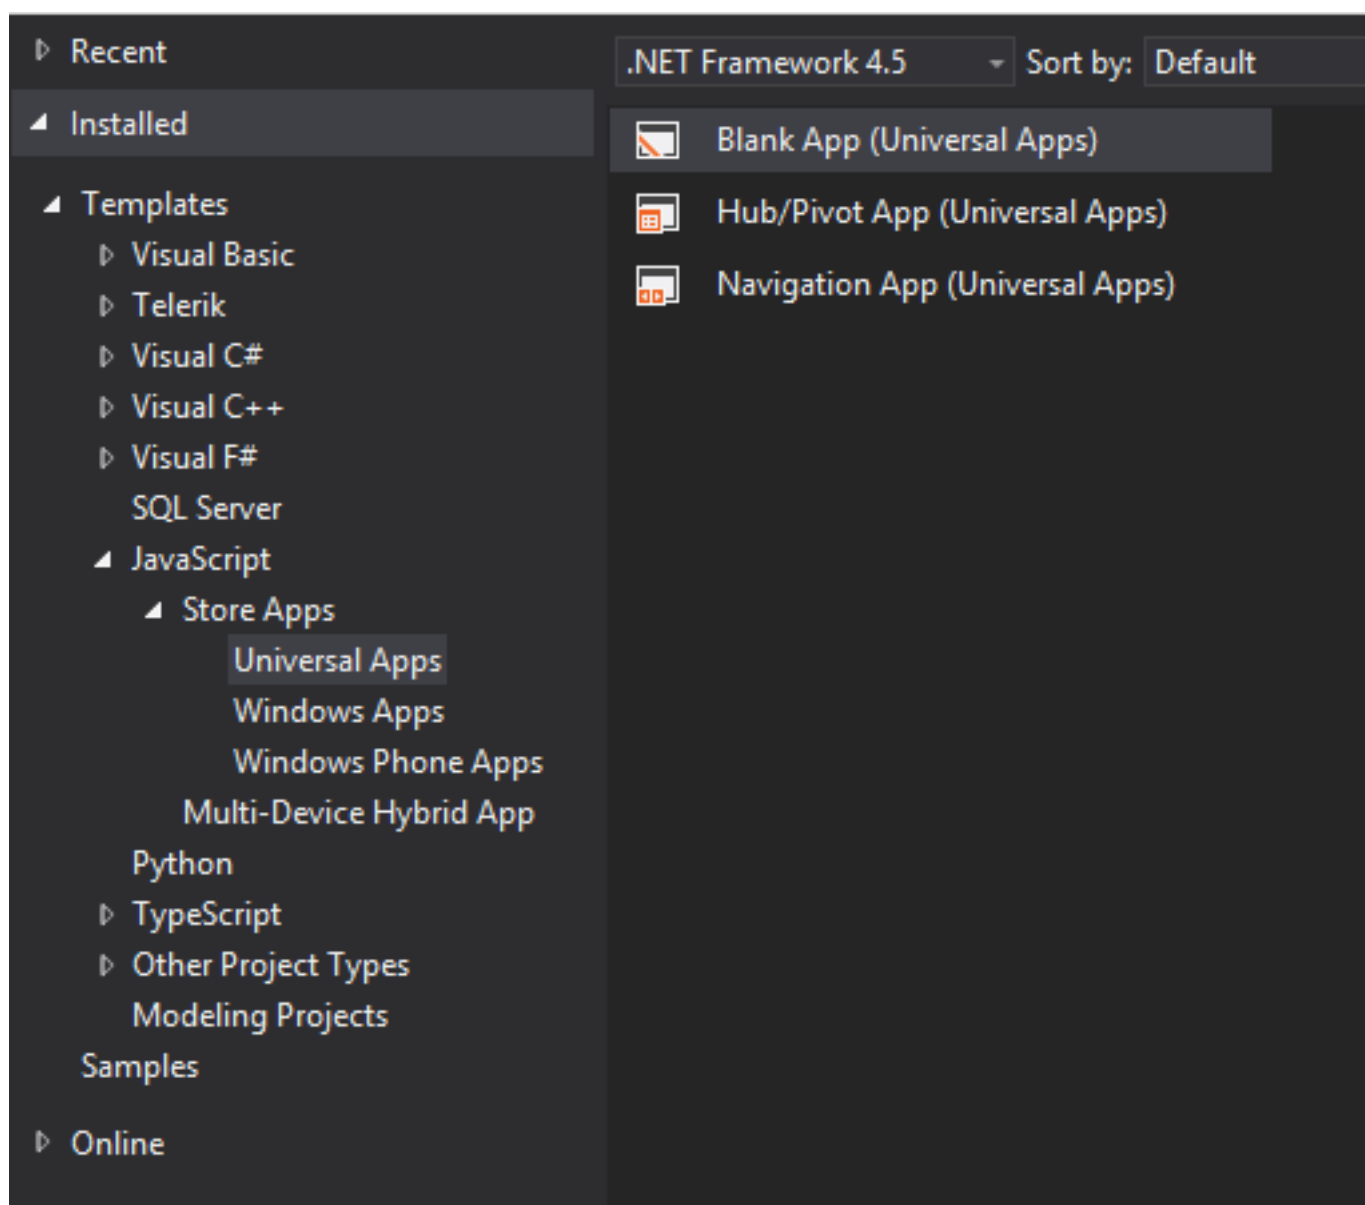 Recent
Installed
Templates
Visual Basic
Telerik
Visual C#
Visual C++
Visual F#
SQL Server
JavaScript
Store Apps
Universal Apps
Windows Apps
Windows Phone Apps
Multi-Device Hybrid App
Python
TypeScript
Other Project Types
Modeling Projects
Samples
Online
.NET Framework 4.5 Sort by: Default
Blank App (Universal Apps)
Hub/Pivot App (Universal Apps)
Navigation App (Universal Apps)